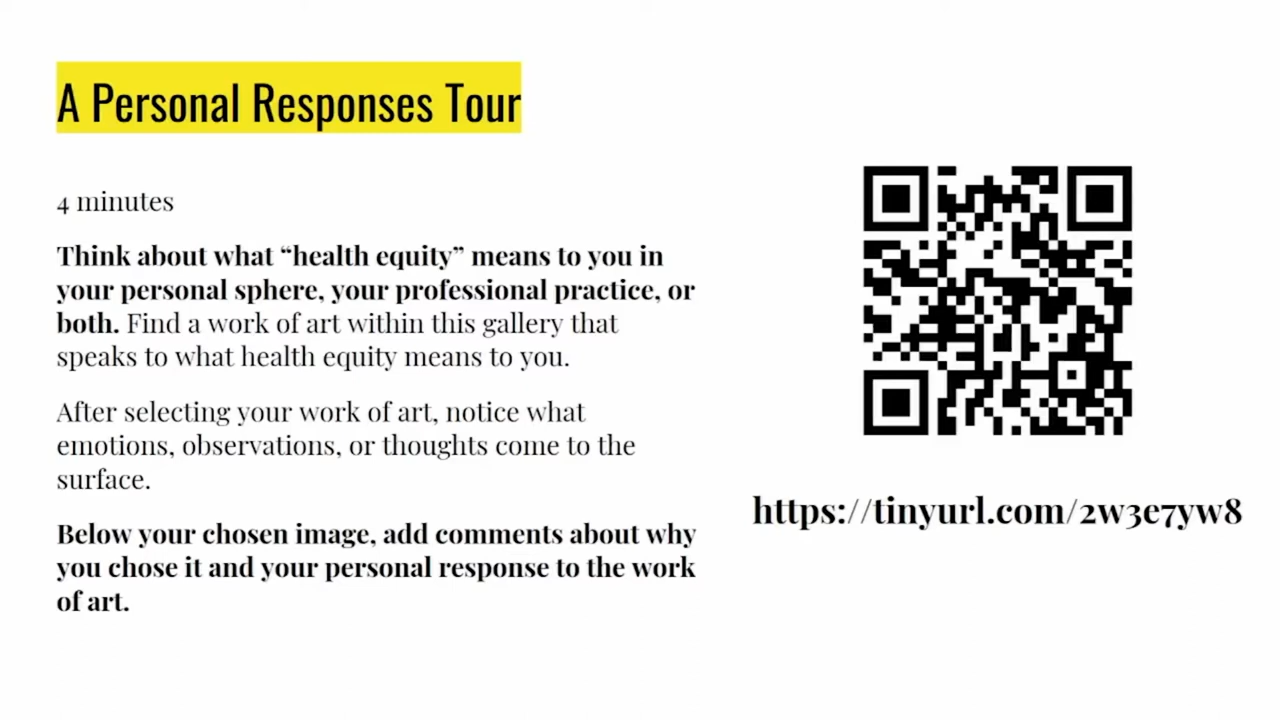 A Personal Responses Tour
4 minutes
Think about what “health equity” means to you in
your personal sphere, your professional practice, or
both. Find a work of art within this gallery that
speaks to what health equity means to you.
After selecting your work of art, notice what
emotions, observations, or thoughts come to the
surface.
Below your chosen image, add comments about why
you chose it and your personal response to the work
of art.
https://tinyurl.com/2w3e7yw8